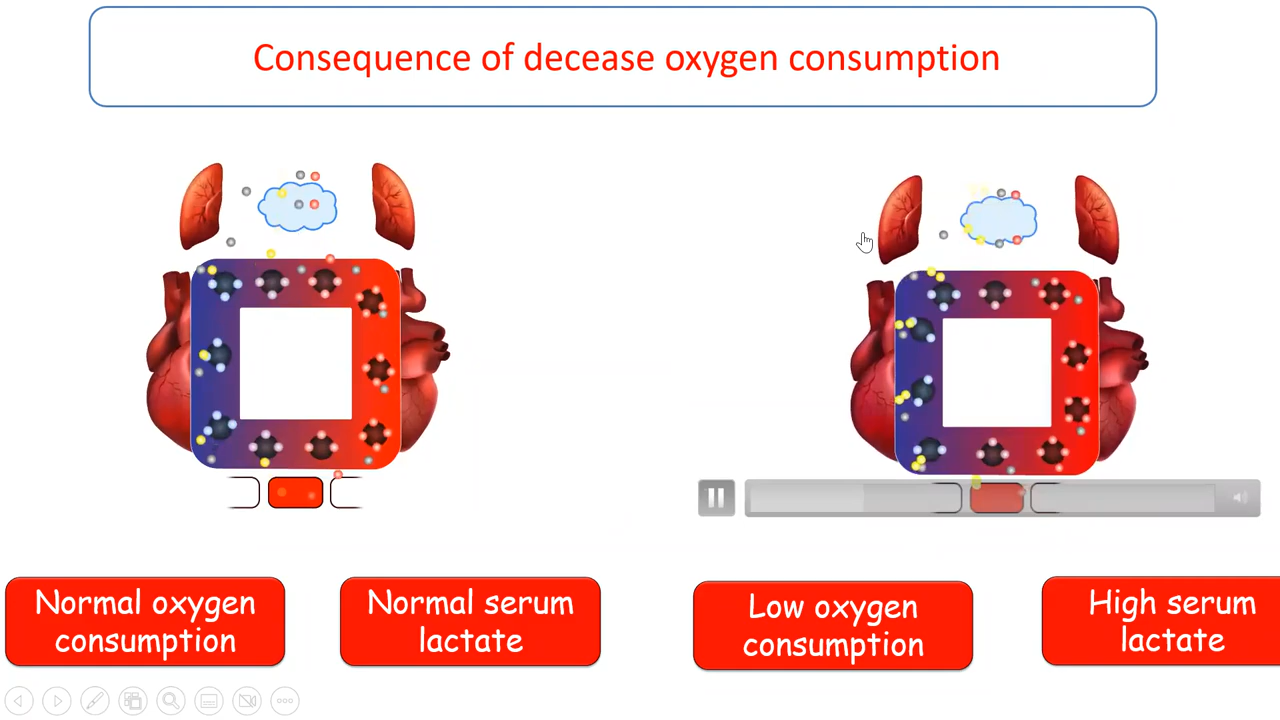 Consequence of decease oxygen consumption
Normal oxygen
consumption
Normal serum
lactate
Low oxygen
consumption
High serum
lactate